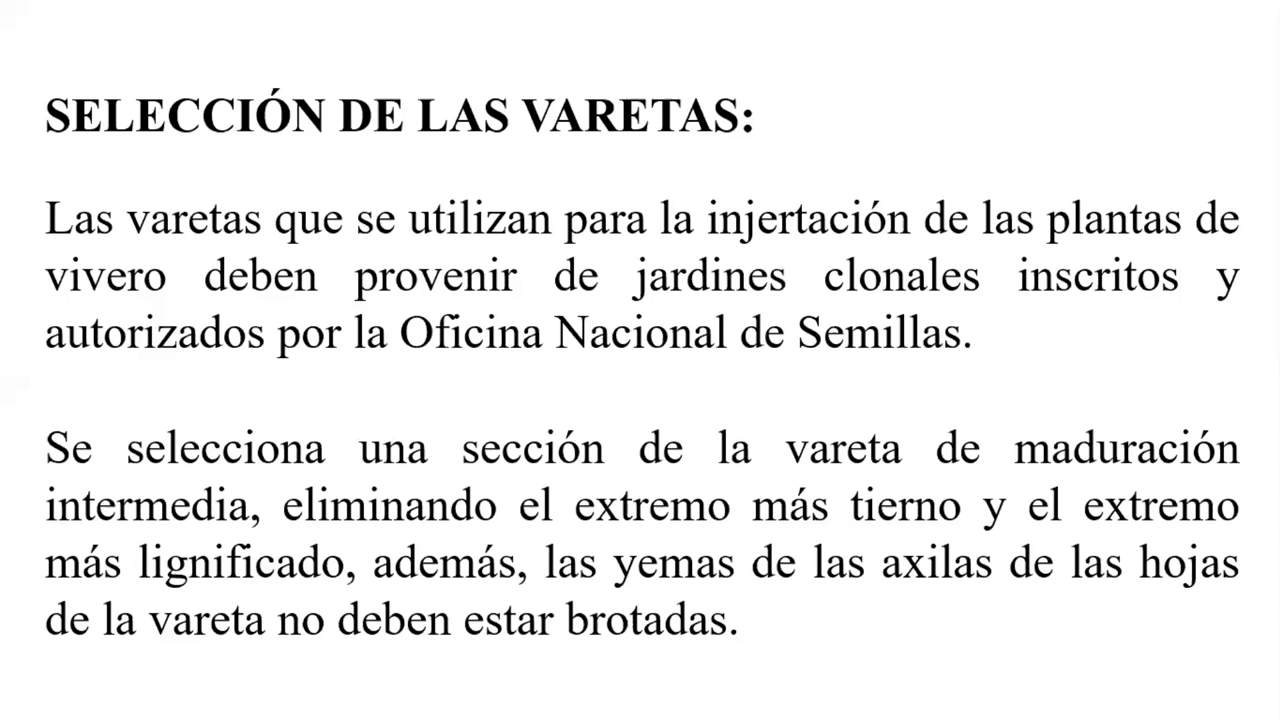 SELECCIÓN DE LAS VARETAS:
Las varetas que se utilizan para la injertación de las plantas de
vivero deben provenir de jardines clonales inscritos y
autorizados por la Oficina Nacional de Semillas.
Se selecciona una sección de la vareta de maduración
intermedia, eliminando el extremo más tierno y el extremo
más lignificado, además, las yemas de las axilas de las hojas
de la vareta no deben estar brotadas.